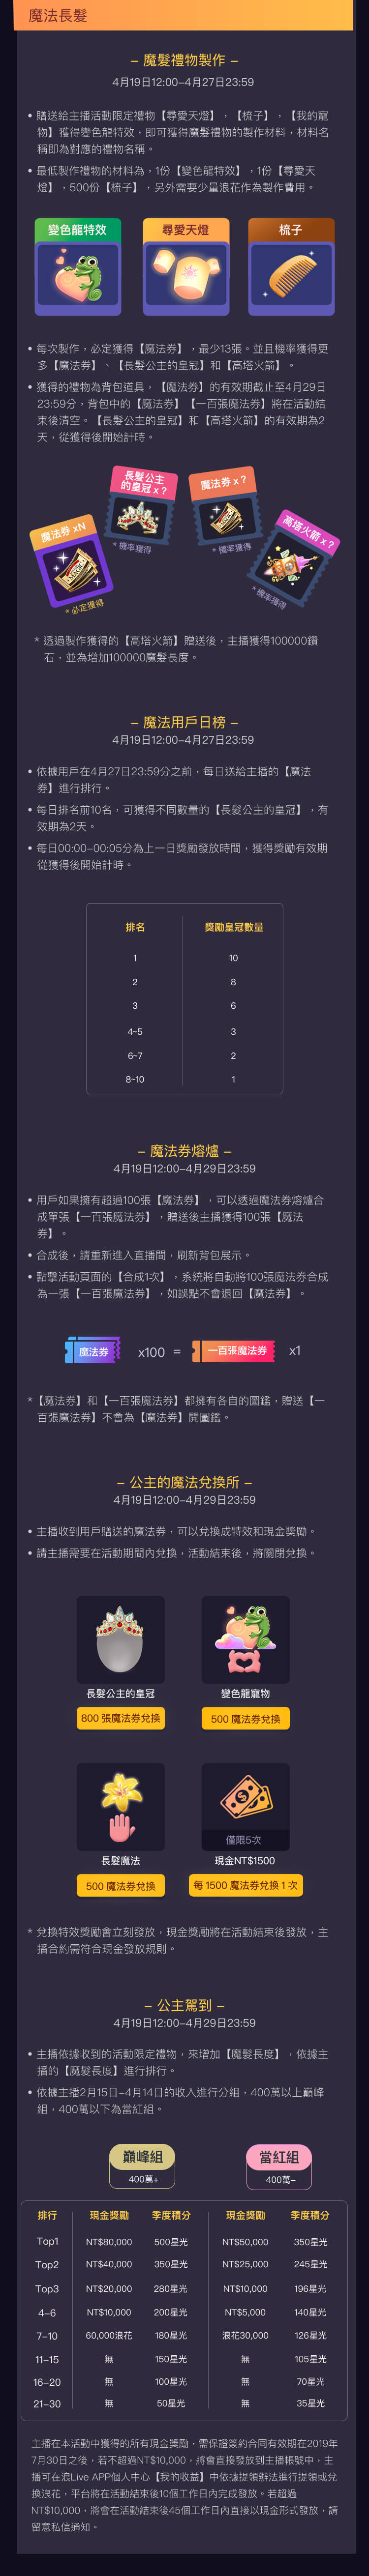 魔法長髮
– 魔髮禮物製作 –
4月19日12:00–4月27日23:59
• 贈送給主播活動限定禮物【尋愛天燈】,【梳子】,【我的寵
物】獲得變色龍特效,即可獲得魔髮禮物的製作材料,材料名
稱即為對應的禮物名稱。
• 最低製作禮物的材料為,1份【變色龍特效】,1份【尋愛天
燈】,500份【梳子】,另外需要少量浪花作為製作費用。
變色龍特效 尋愛天燈 梳子
• 每次製作,必定獲得【魔法券】,最少13張。並且機率獲得更
多【魔法券】、【長髮公主的皇冠】和【高塔火箭】。
• 獲得的禮物為背包道具,【魔法券】的有效期截止至4月29日
23:59分,背包中的【魔法券】【一百張魔法券】將在活動結
束後清空。【長髮公主的皇冠】和【高塔火箭】的有效期為2
天,從獲得後開始計時。
魔法券 xN
* 必定獲得
長髮公主
的皇冠 x ?
* 機率獲得
魔法券 x ?
* 機率獲得
高塔火箭 x ?
* 機率獲得
* 透過製作獲得的【高塔火箭】贈送後,主播獲得100000鑽
石,並為增加100000魔髮長度。
– 魔法用戶日榜 –
4月19日12:00–4月27日23:59
• 依據用戶在4月27日23:59分之前,每日送給主播的【魔法
券】進行排行。
• 每日排名前10名,可獲得不同數量的【長髮公主的皇冠】,有
效期為2天。
• 每日00:00–00:05分為上一日獎勵發放時間,獲得獎勵有效期
從獲得後開始計時。
排名 獎勵皇冠數量
1 10
2 8
3 6
4~5 3
6~7 2
8~10 1
– 魔法券熔爐 –
4月19日12:00–4月29日23:59
• 用戶如果擁有超過100張【魔法券】,可以透過魔法券熔爐合
成單張【一百張魔法券】,贈送後主播獲得100張【魔法
券】。
• 合成後,請重新進入直播間,刷新背包展示。
• 點擊活動頁面的【合成1次】,系統將自動將100張魔法券合成
為一張【一百張魔法券】,如誤點不會退回【魔法券】。
魔法券 x100 = 一百張魔法券 x1
*【魔法券】和【一百張魔法券】都擁有各自的圖鑑,贈送【一
百張魔法券】不會為【魔法券】開圖鑑。
– 公主的魔法兌換所 –
4月19日12:00–4月29日23:59
• 主播收到用戶贈送的魔法券,可以兌換成特效和現金獎勵。
• 請主播需要在活動期間內兌換,活動結束後,將關閉兌換。
長髮公主的皇冠 變色龍寵物
800 張魔法券兌換 500 魔法券兌換
僅限5次
長髮魔法 現金NT$1500
500 魔法券兌換 每 1500 魔法券兌換 1 次
* 兌換特效獎勵會立刻發放,現金獎勵將在活動結束後發放,主
播合約需符合現金發放規則。
– 公主駕到 –
4月19日12:00–4月29日23:59
• 主播依據收到的活動限定禮物,來增加【魔髮長度】,依據主
播的【魔髮長度】進行排行。
• 依據主播2月15日–4月14日的收入進行分組,400萬以上巔峰
組,400萬以下為當紅組。
巔峰組 當紅組
400萬+ 400萬–
排行 現金獎勵 季度積分 現金獎勵 季度積分
Top1 NT$80,000 500星光 NT$50,000 350星光
Top2 NT$40,000 350星光 NT$25,000 245星光
Top3 NT$20,000 280星光 NT$10,000 196星光
4–6 NT$10,000 200星光 NT$5,000 140星光
7–10 60,000浪花 180星光 浪花30,000 126星光
11–15 無 150星光 無 105星光
16–20 無 100星光 無 70星光
21–30 無 50星光 無 35星光
主播在本活動中獲得的所有現金獎勵,需保證簽約合同有效期在2019年
7月30日之後,若不超過NT$10,000,將會直接發放到主播帳號中,主
播可在浪Live APP個人中心【我的收益】中依據提領辦法進行提領或兌
換浪花,平台將在活動結束後10個工作日內完成發放。若超過
NT$10,000,將會在活動結束後45個工作日內直接以現金形式發放,請
留意私信通知。